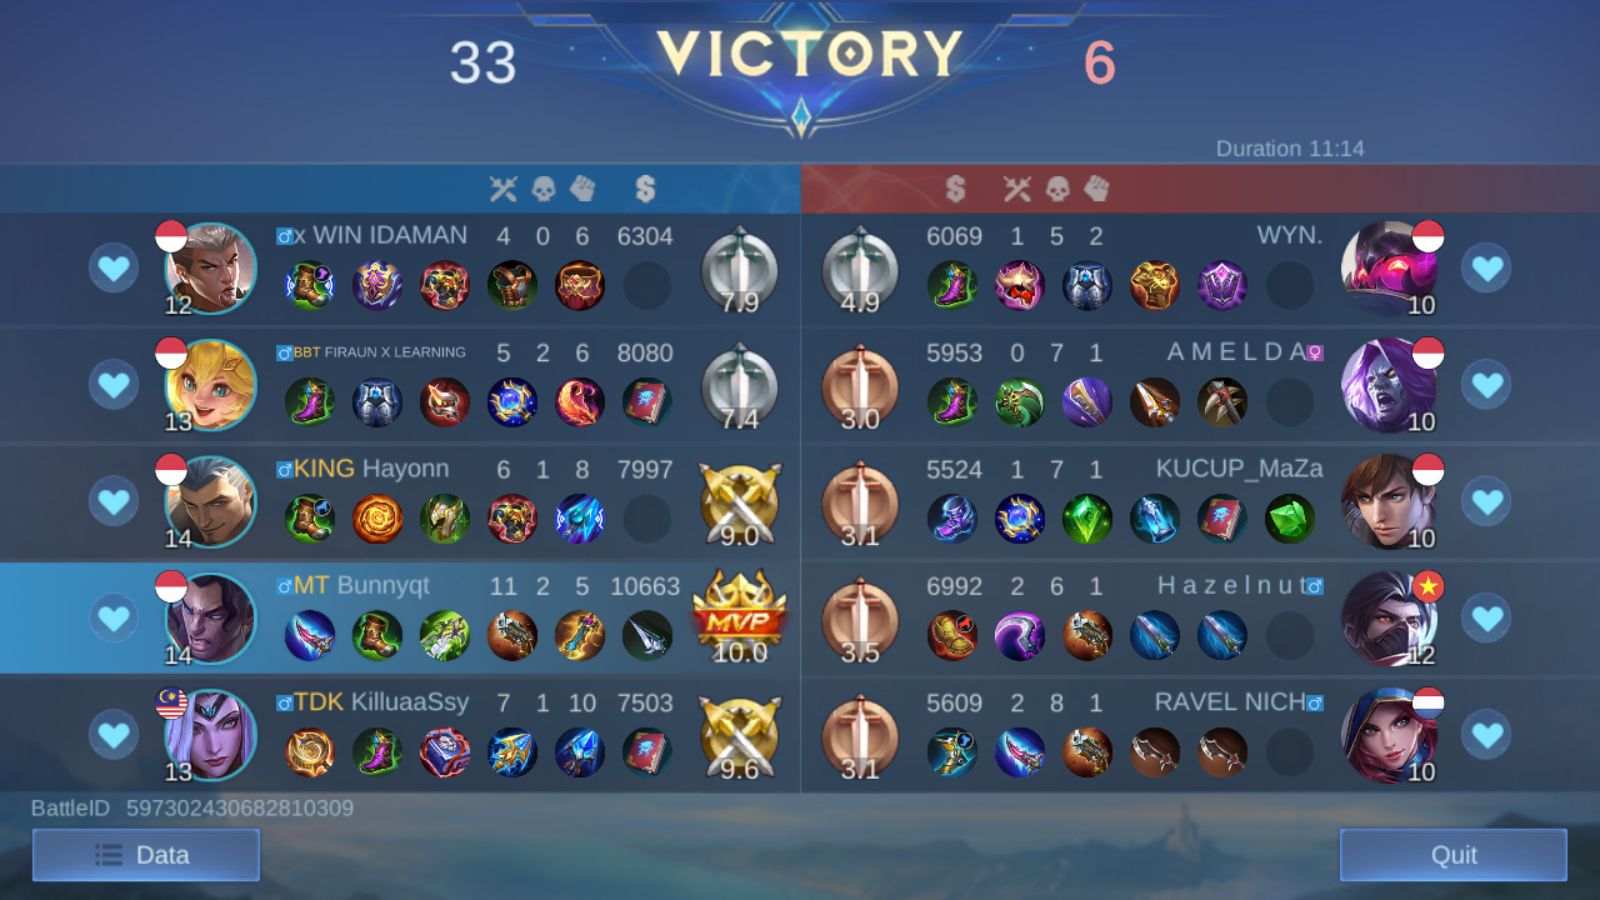 33 VICTORY 6
Duration 11:14
x WIN IDAMAN 4 0 6 6304 7.9 12
4.9 6069 1 5 2 WYN. 10
BBT FIRAUN X LEARNING 5 2 6 8080 7.4 13
3.0 5953 0 7 1 A M E L D A 10
KING Hayonn 6 1 8 7997 9.0 14
3.1 5524 1 7 1 KUCUP_MaZa 10
MT Bunnyqt 11 2 5 10663 MVP 10.0 14
3.5 6992 2 6 1 H a z e l n u t 12
TDK KilluaaSsy 7 1 10 7503 9.6 13
3.1 5609 2 8 1 RAVEL NICH 10
BattleID 597302430682810309
Data
Quit